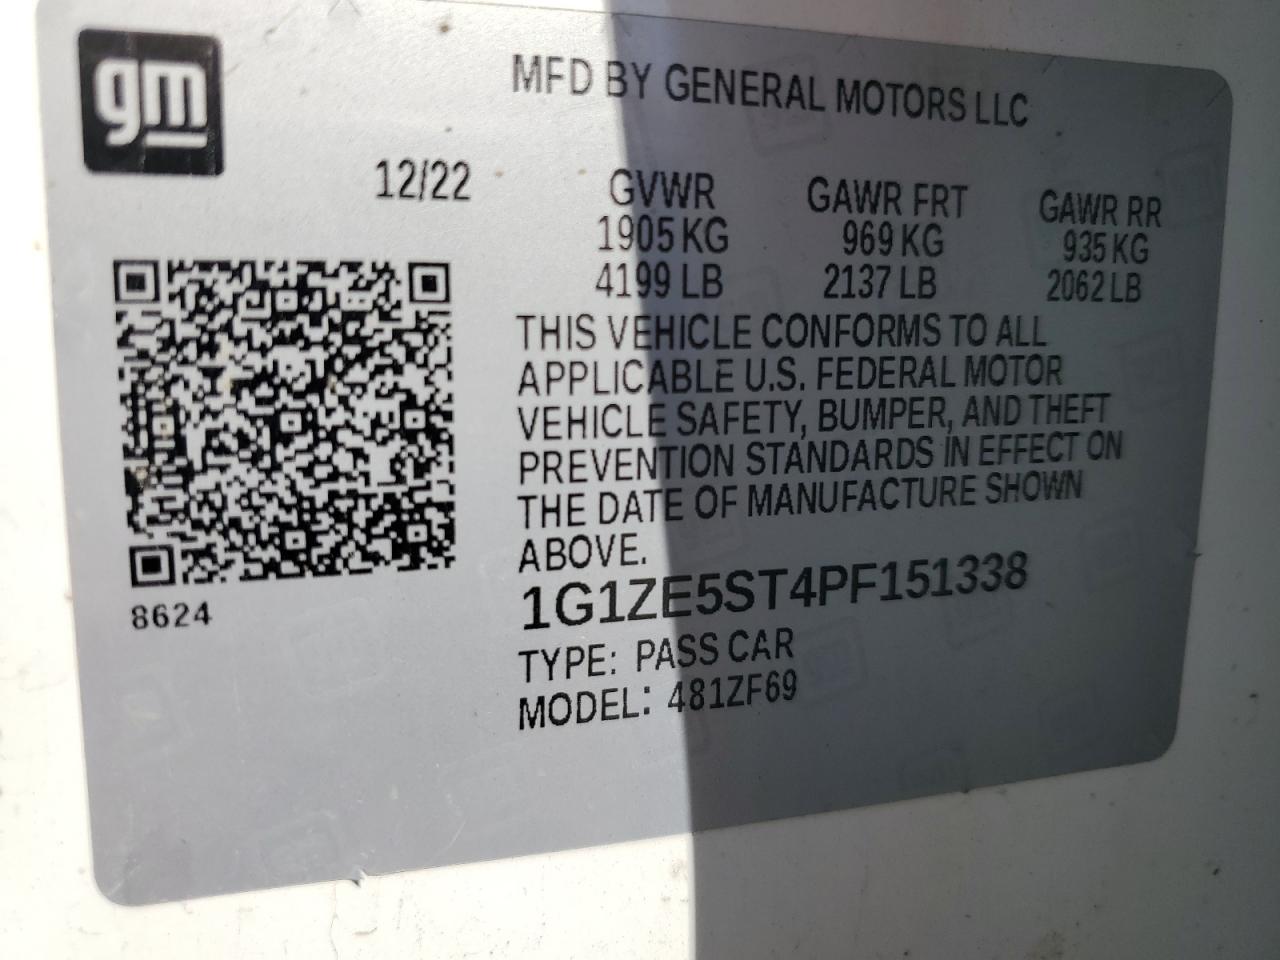 gm
MFD BY GENERAL MOTORS LLC
12/22
GVWR GAWR FRT GAWR RR
1905 KG 969 KG 935 KG
4199 LB 2137 LB 2062 LB
THIS VEHICLE CONFORMS TO ALL
APPLICABLE U.S. FEDERAL MOTOR
VEHICLE SAFETY, BUMPER, AND THEFT
PREVENTION STANDARDS IN EFFECT ON
THE DATE OF MANUFACTURE SHOWN
ABOVE.
8624
1G1ZE5ST4PF151338
TYPE: PASS CAR
MODEL: 481ZF69